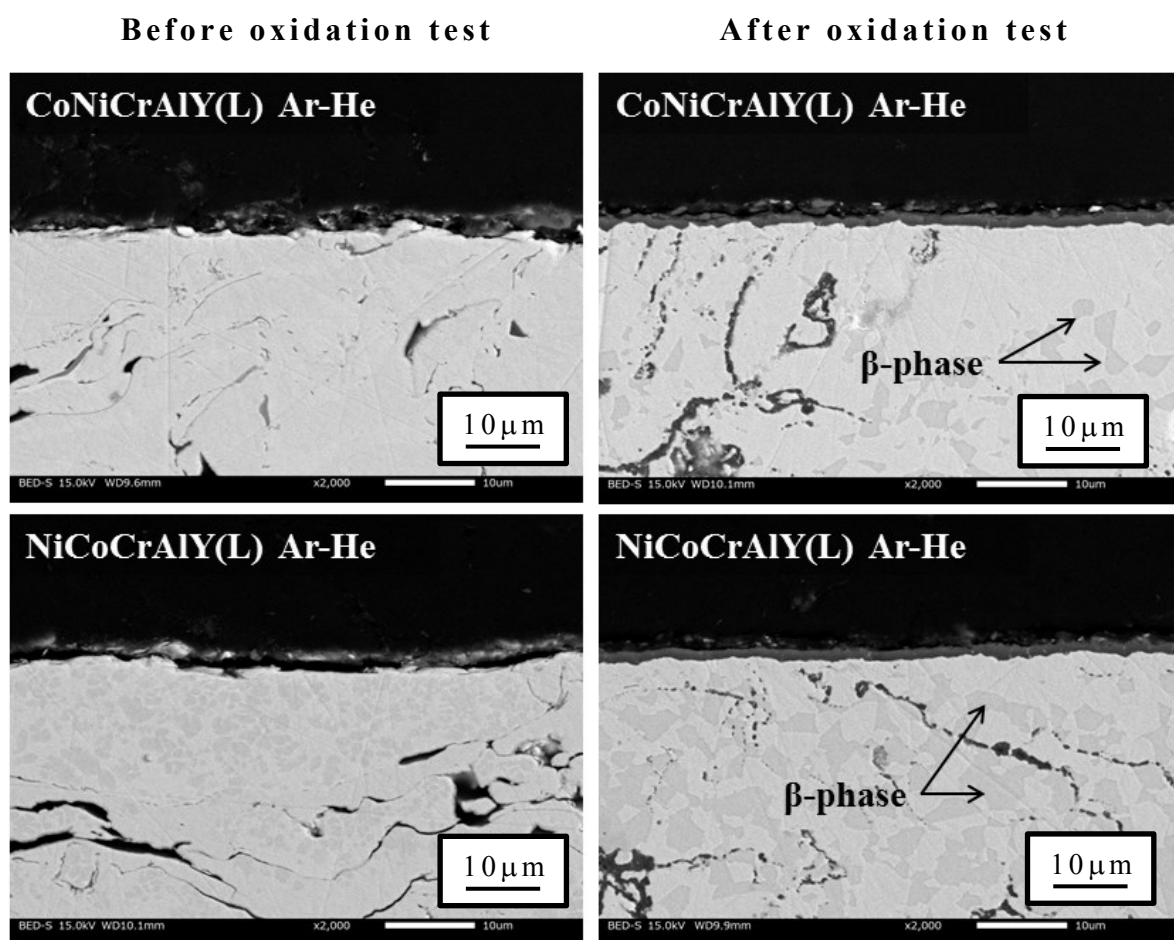 Before oxidation test
After oxidation test
CoNiCrAlY(L) Ar-He
CoNiCrAlY(L) Ar-He
β-phase
10μm
10μm
BED-S 15.0kV WD9.6mm x2,000 10um
BED-S 15.0kV WD10.1mm x2,000 10um
NiCoCrAlY(L) Ar-He
NiCoCrAlY(L) Ar-He
β-phase
10μm
10μm
BED-S 15.0kV WD10.1mm x2,000 10um
BED-S 15.0kV WD9.9mm x2,000 10um